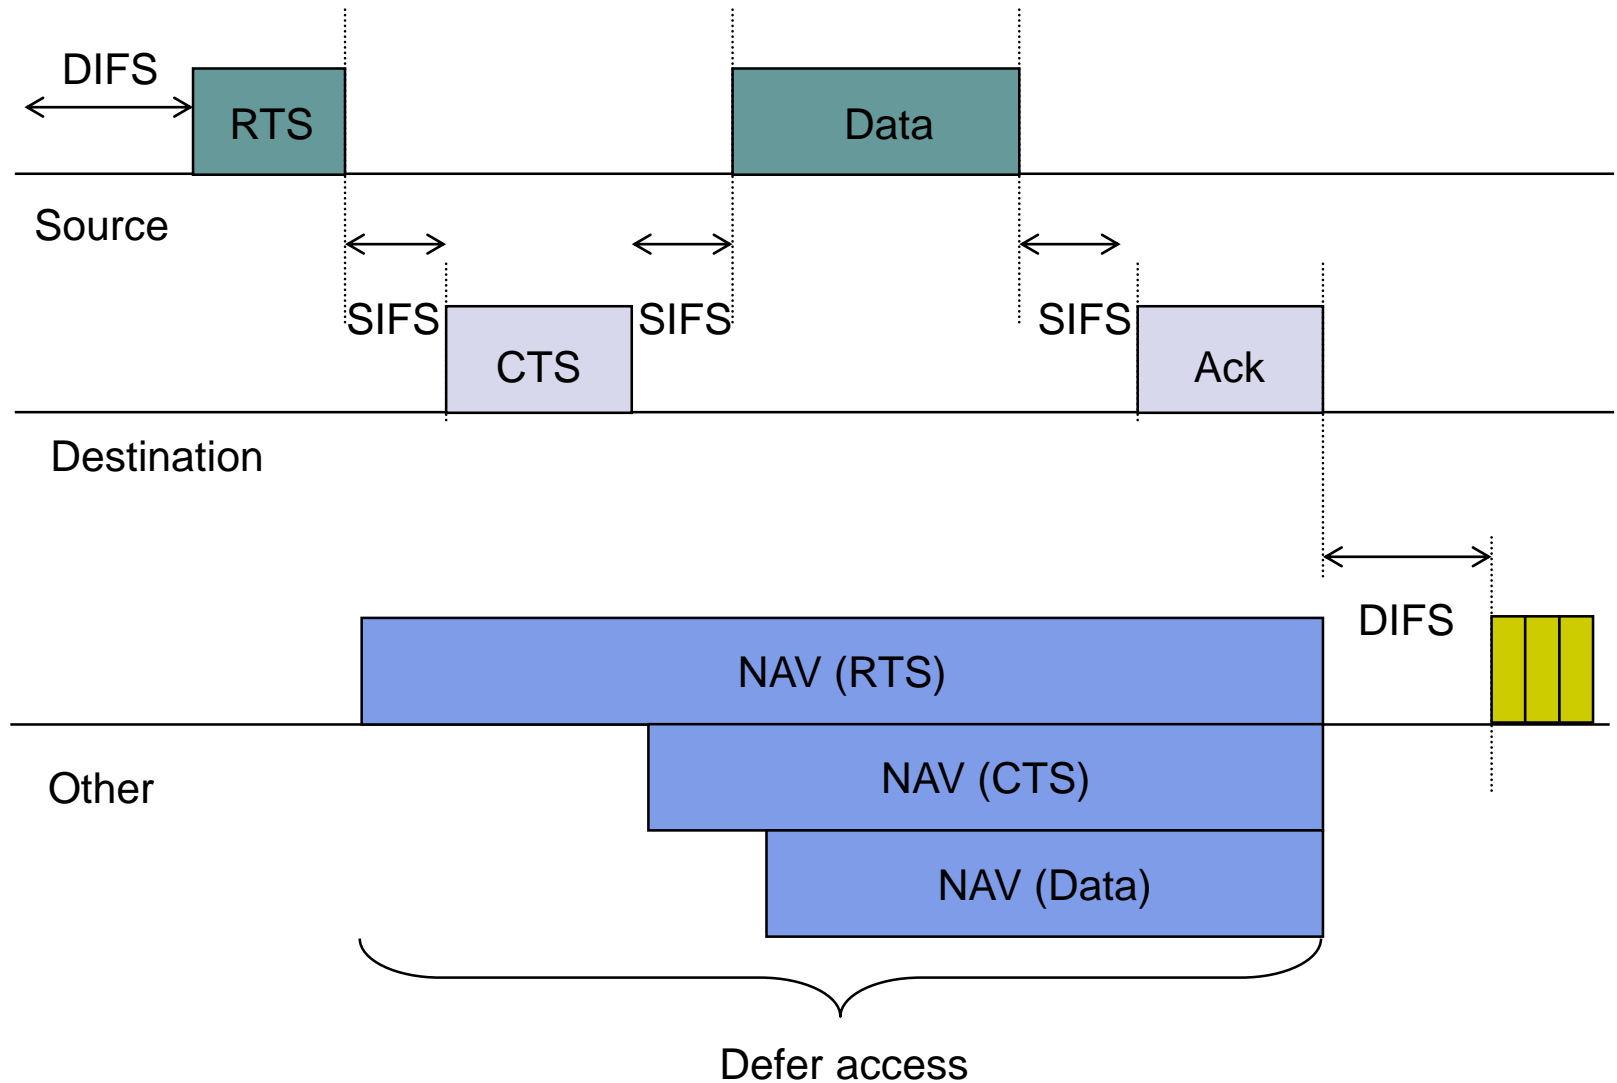 DIFS
RTS
Data
Source
SIFS
SIFS
SIFS
CTS
Ack
Destination
DIFS
NAV (RTS)
Other
NAV (CTS)
NAV (Data)
Defer access